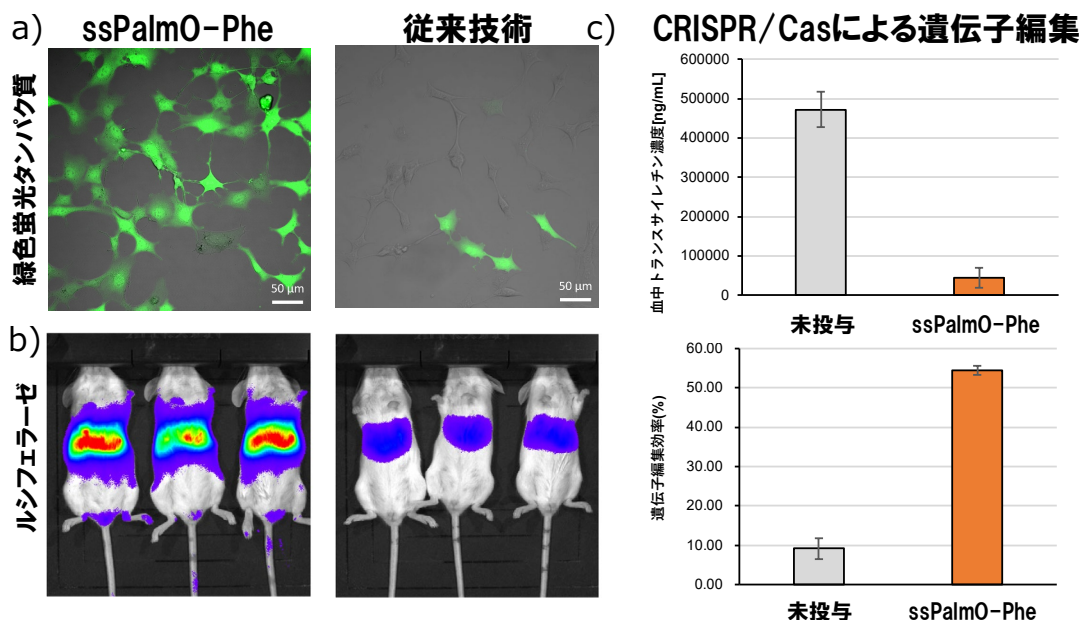 a)
ssPalmO-Phe
従来技術
緑色蛍光タンパク質
50 µm
50 µm
b)
ルシフェラーゼ
c)
CRISPR/Casによる遺伝子編集
血中トランスサイレチン濃度[ng/mL]
600000
500000
400000
300000
200000
100000
0
未投与
ssPalmO-Phe
遺伝子編集効率(%)
60.00
50.00
40.00
30.00
20.00
10.00
0.00
未投与
ssPalmO-Phe